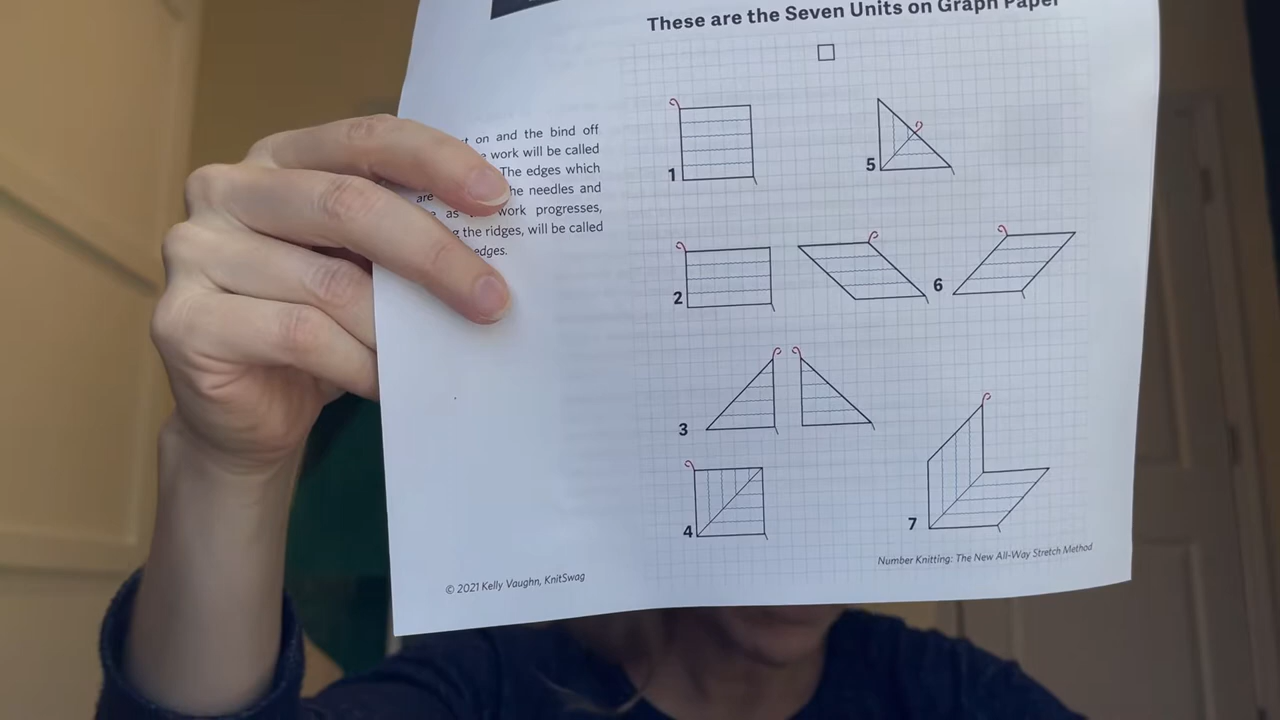 These are the Seven Units on Graph Paper
on and the bind off
work will be called
The edges which
are he needles and
as work progresses,
the ridges, will be called
edges.
1
5
2
6
3
4
7
Number Knitting: The New All-Way Stretch Method
© 2021 Kelly Vaughn, KnitSwag